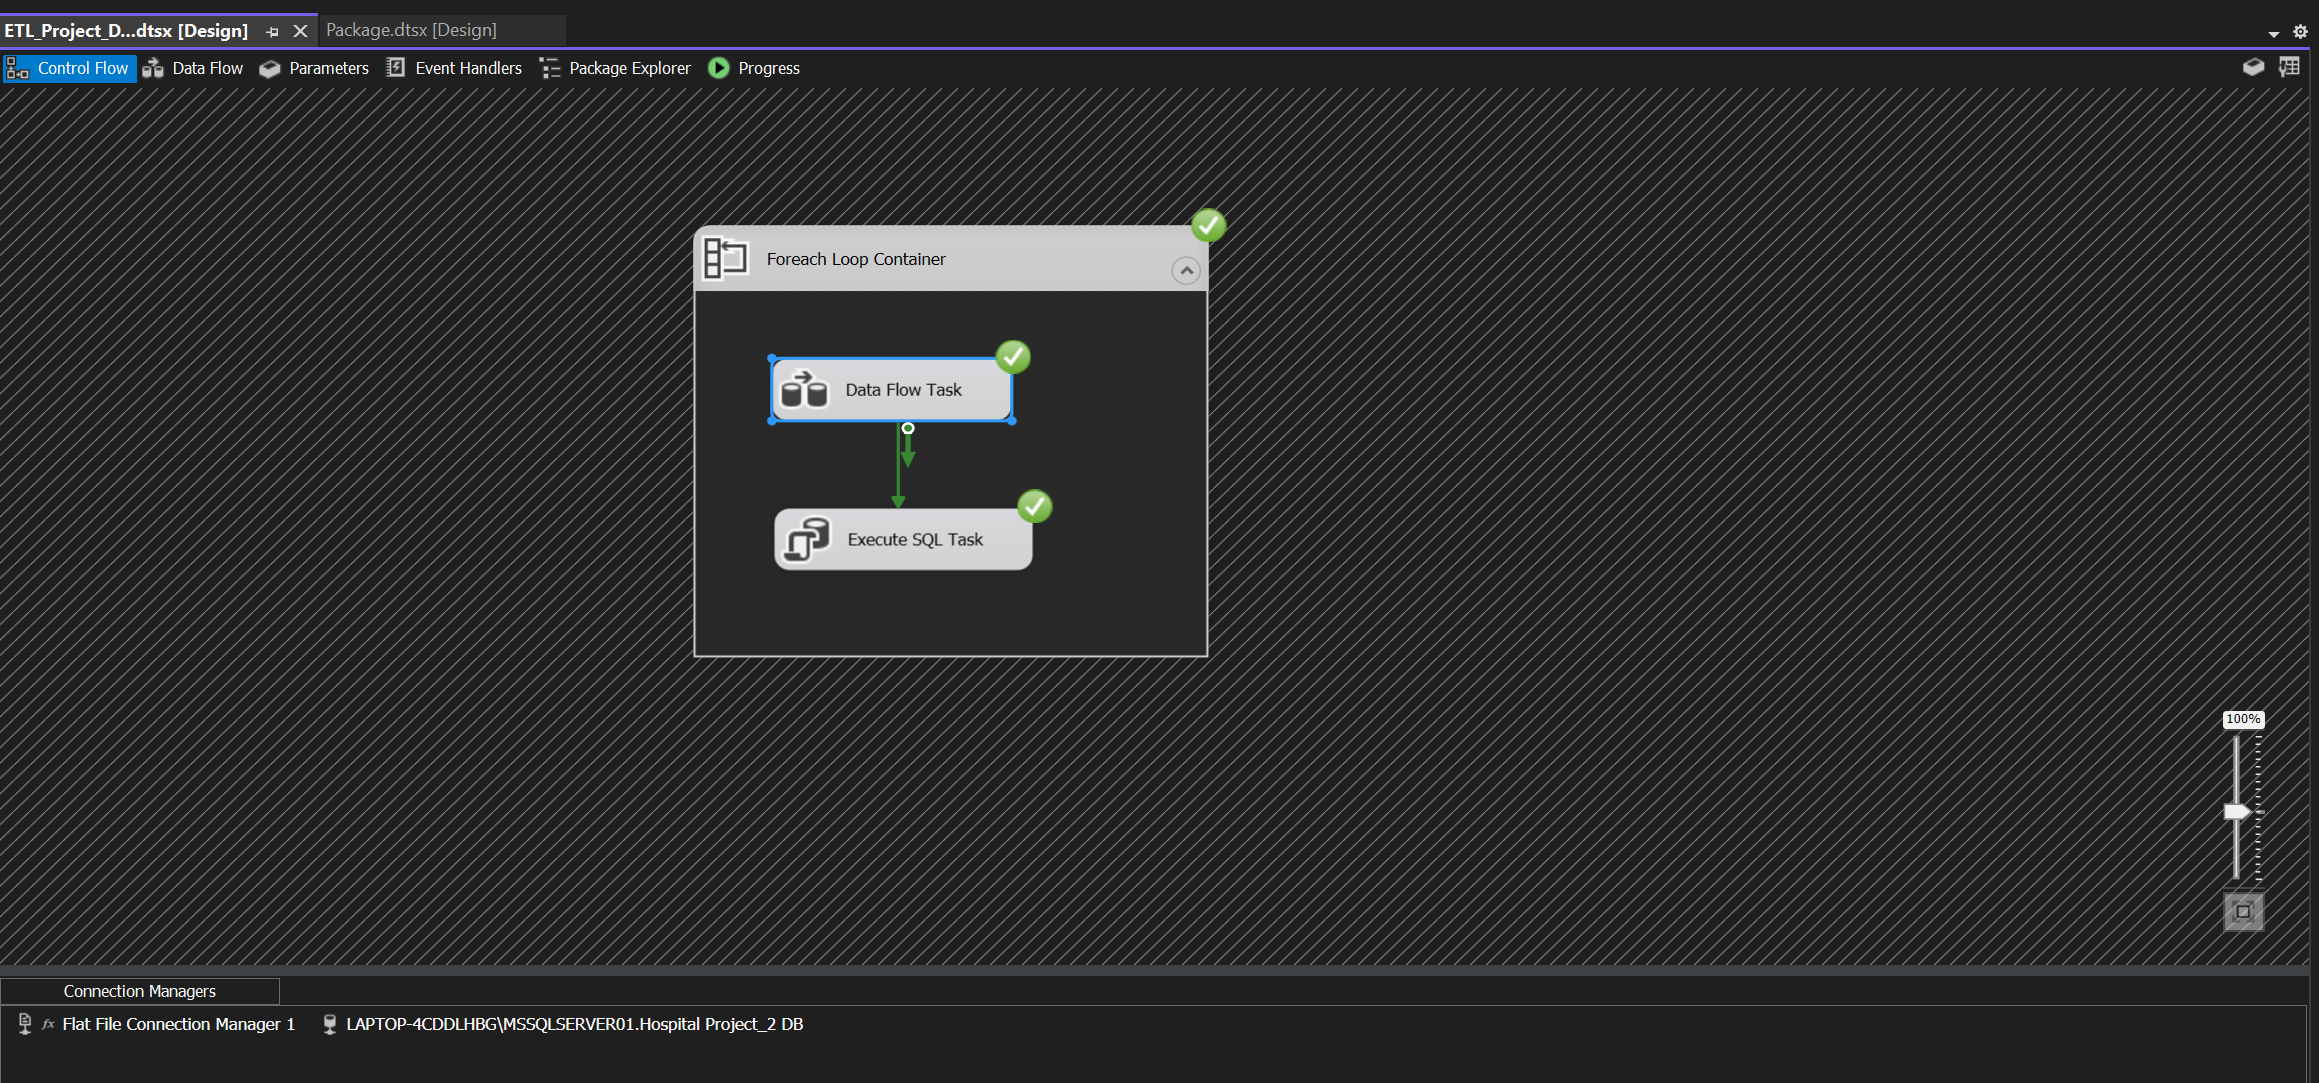 ETL_Project_D...dtsx [Design]
Package.dtsx [Design]
Control Flow
Data Flow
Parameters
Event Handlers
Package Explorer
Progress
Foreach Loop Container
Data Flow Task
Execute SQL Task
100%
Connection Managers
fx Flat File Connection Manager 1
LAPTOP-4CDDLHBG\MSSQLSERVER01.Hospital Project_2 DB